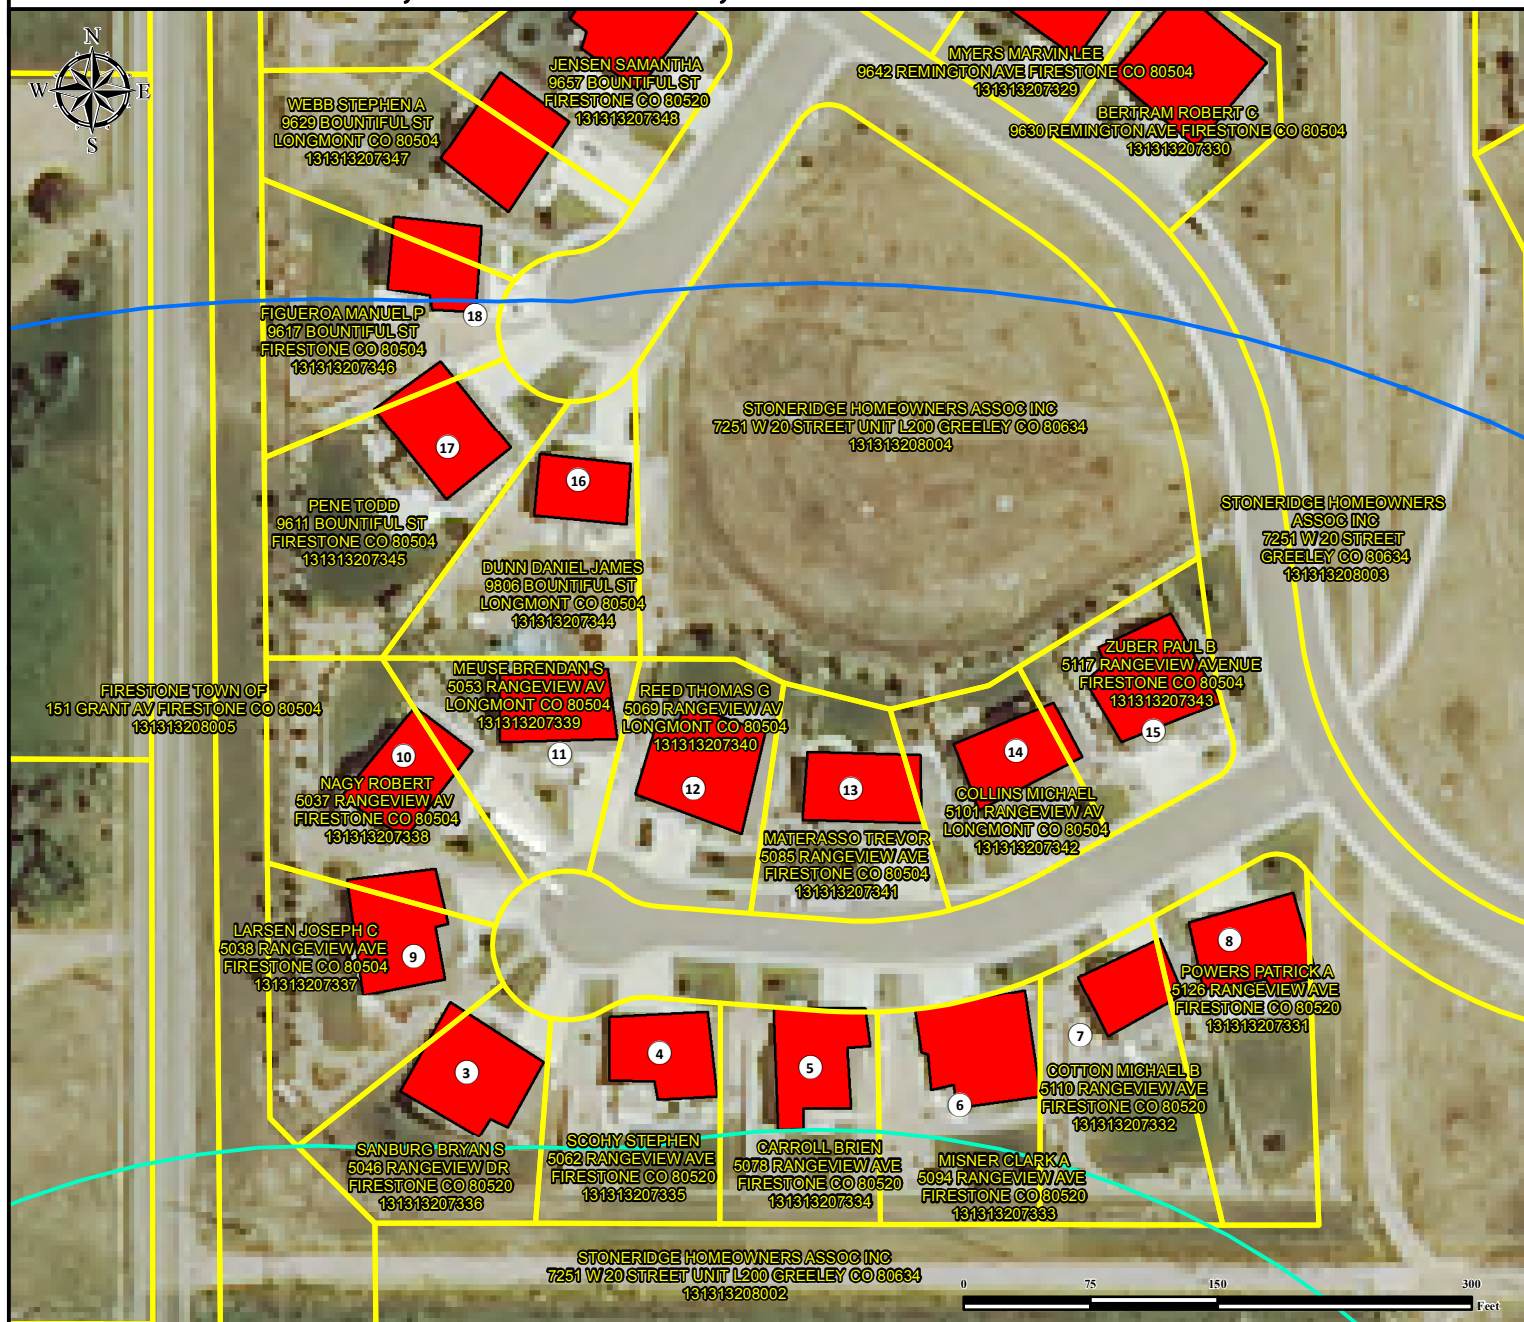 N
W E
S
JENSEN SAMANTHA
9657 BOUNTIFUL ST
FIRESTONE CO 80520
131313207348
MYERS MARVIN LEE
9642 REMINGTON AVE FIRESTONE CO 80504
131313207329
WEBB STEPHEN A
9629 BOUNTIFUL ST
LONGMONT CO 80504
131313207347
BERTRAM ROBERT C
9630 REMINGTON AVE FIRESTONE CO 80504
131313207330
18
FIGUEROA MANUEL P
9617 BOUNTIFUL ST
FIRESTONE CO 80504
131313207346
17
16
STONERIDGE HOMEOWNERS ASSOC INC
7251 W 20 STREET UNIT L200 GREELEY CO 80634
131313208004
PENE TODD
9611 BOUNTIFUL ST
FIRESTONE CO 80504
131313207345
STONERIDGE HOMEOWNERS
ASSOC INC
7251 W 20 STREET
GREELEY CO 80634
131313208003
DUNN DANIEL JAMES
9806 BOUNTIFUL ST
LONGMONT CO 80504
131313207344
FIRESTONE TOWN OF
151 GRANT AV FIRESTONE CO 80504
131313208005
MEUSE BRENDAN S
5053 RANGEVIEW AV
LONGMONT CO 80504
131313207339
11
REED THOMAS G
5069 RANGEVIEW AV
LONGMONT CO 80504
131313207340
12
ZUBER PAUL B
5117 RANGEVIEW AVENUE
FIRESTONE CO 80504
131313207343
15
10
NAGY ROBERT
5037 RANGEVIEW AV
FIRESTONE CO 80504
131313207338
13
MATERASSO TREVOR
5085 RANGEVIEW AVE
FIRESTONE CO 80504
131313207341
14
COLLINS MICHAEL
5101 RANGEVIEW AV
LONGMONT CO 80504
131313207342
LARSEN JOSEPH C
5038 RANGEVIEW AVE
FIRESTONE CO 80504
131313207337
9
8
POWERS PATRICK A
5126 RANGEVIEW AVE
FIRESTONE CO 80520
131313207331
3
4
5
6
7
COTTON MICHAEL B
5110 RANGEVIEW AVE
FIRESTONE CO 80520
131313207332
SANBURG BRYAN S
5046 RANGEVIEW DR
FIRESTONE CO 80520
131313207336
SCOHY STEPHEN
5062 RANGEVIEW AVE
FIRESTONE CO 80520
131313207335
CARROLL BRIEN
5078 RANGEVIEW AVE
FIRESTONE CO 80520
131313207334
MISNER CLARK A
5094 RANGEVIEW AVE
FIRESTONE CO 80520
131313207333
STONERIDGE HOMEOWNERS ASSOC INC
7251 W 20 STREET UNIT L200 GREELEY CO 80634
131313208002
0 75 150 300
Feet